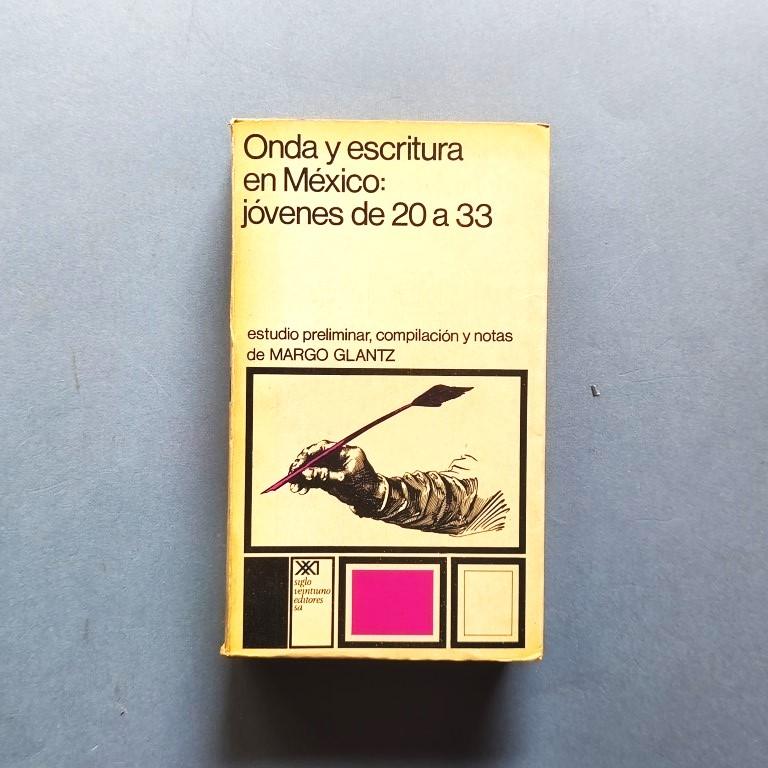 Onda y escritura
en México:
jóvenes de 20 a 33
estudio preliminar, compilación y notas
de MARGO GLANTZ
XXI
siglo
veintiuno
editores
sa